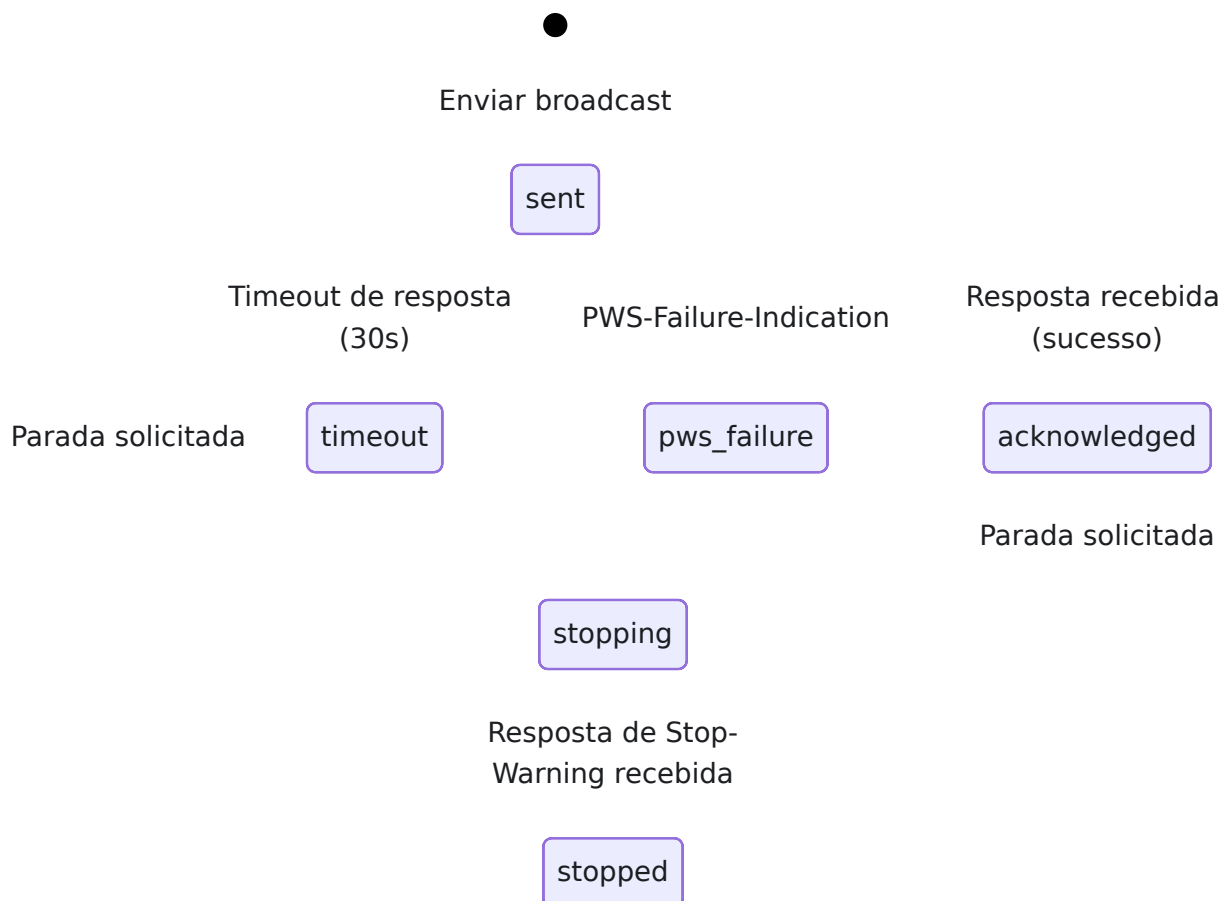 Enviar broadcast
sent
Timeout de resposta
(30s)
PWS-Failure-Indication
Resposta recebida
(sucesso)
Parada solicitada
timeout
pws_failure
acknowledged
Parada solicitada
stopping
Resposta de Stop-
Warning recebida
stopped